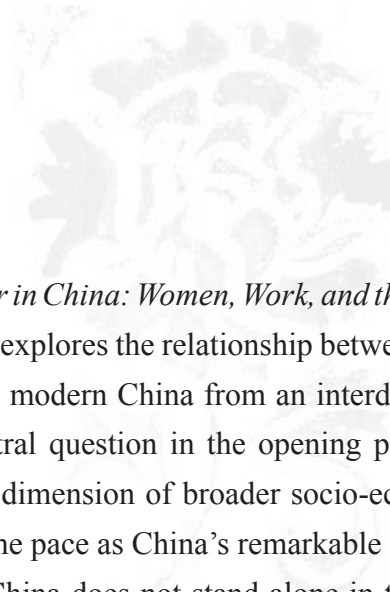 r in China: Women, Work, and th
explores the relationship betwe
modern China from an interd
tral question in the opening p
dimension of broader socio-ec
ne pace as China's remarkable
China does not stand alone in t